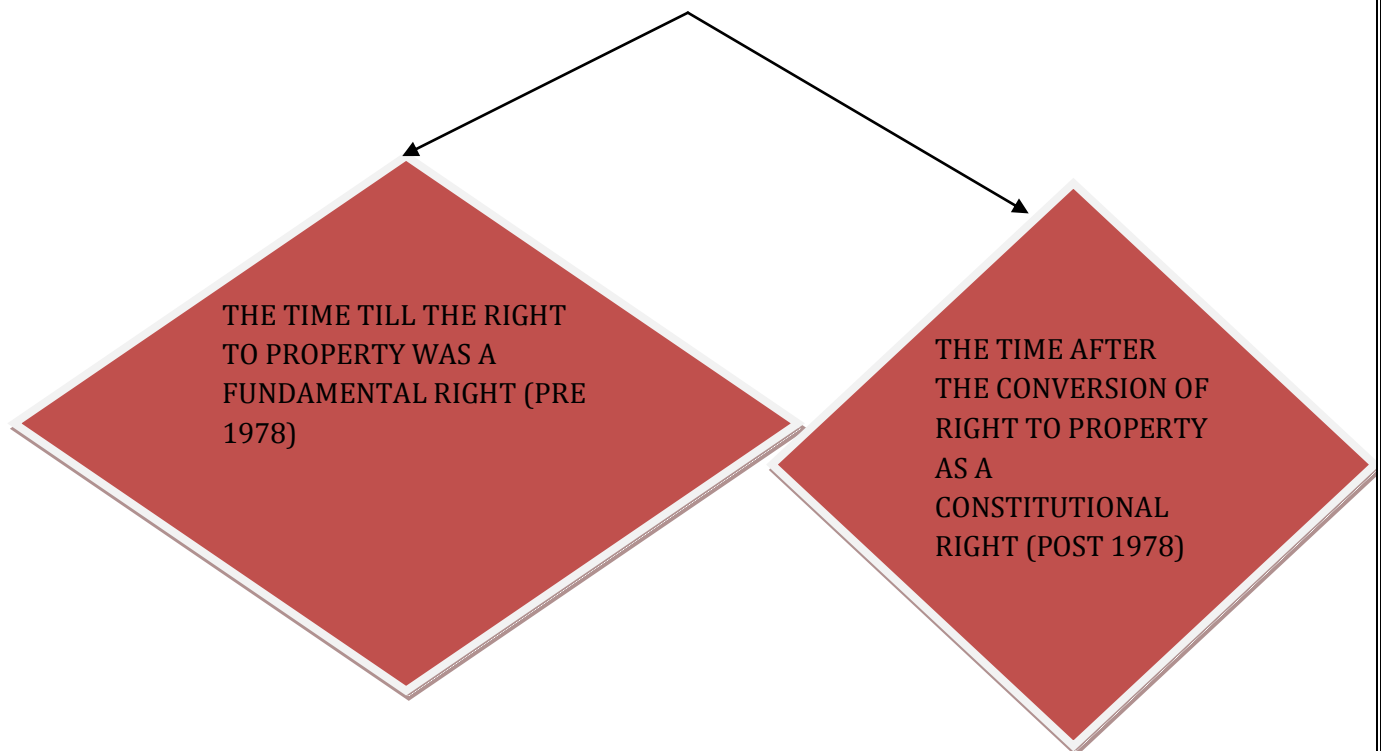 THE TIME TILL THE RIGHT
TO PROPERTY WAS A
FUNDAMENTAL RIGHT (PRE
1978)
THE TIME AFTER
THE CONVERSION OF
RIGHT TO PROPERTY
AS A
CONSTITUTIONAL
RIGHT (POST 1978)